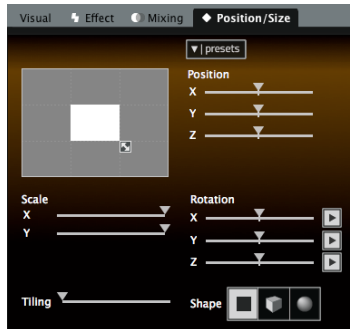 Visual Effect Mixing Position/Size
▼| presets
Position
X
Y
Z
Scale
X
Y
Rotation
X
Y
Z
Tiling
Shape